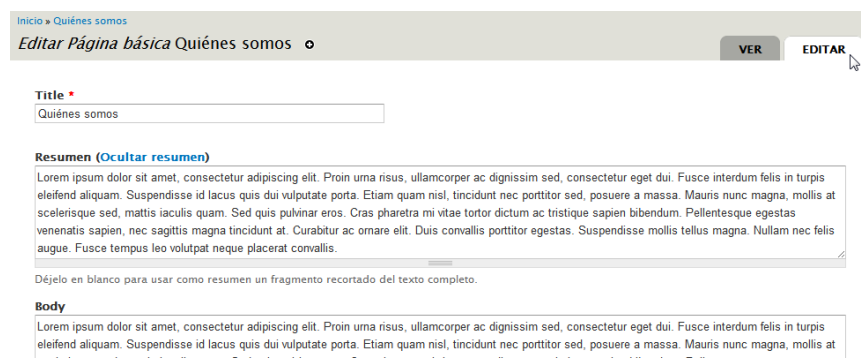 Inicio » Quiénes somos
Editar Página básica Quiénes somos
VER EDITAR
Title *
Quiénes somos
Resumen (Ocultar resumen)
Lorem ipsum dolor sit amet, consectetur adipiscing elit. Proin urna risus, ullamcorper ac dignissim sed, consectetur eget dui. Fusce interdum felis in turpis
eleifend aliquam. Suspendisse id lacus quis dui vulputate porta. Etiam quam nisl, tincidunt nec porttitor sed, posuere a massa. Mauris nunc magna, mollis at
scelerisque sed, mattis iaculis quam. Sed quis pulvinar eros. Cras pharetra mi vitae tortor dictum ac tristique sapien bibendum. Pellentesque egestas
venenatis sapien, nec sagittis magna tincidunt at. Curabitur ac ornare elit. Duis convallis porttitor egestas. Suspendisse mollis tellus magna. Nullam nec felis
augue. Fusce tempus leo volutpat neque placerat convallis.
Déjelo en blanco para usar como resumen un fragmento recortado del texto completo.
Body
Lorem ipsum dolor sit amet, consectetur adipiscing elit. Proin urna risus, ullamcorper ac dignissim sed, consectetur eget dui. Fusce interdum felis in turpis
eleifend aliquam. Suspendisse id lacus quis dui vulputate porta. Etiam quam nisl, tincidunt nec porttitor sed, posuere a massa. Mauris nunc magna, mollis at